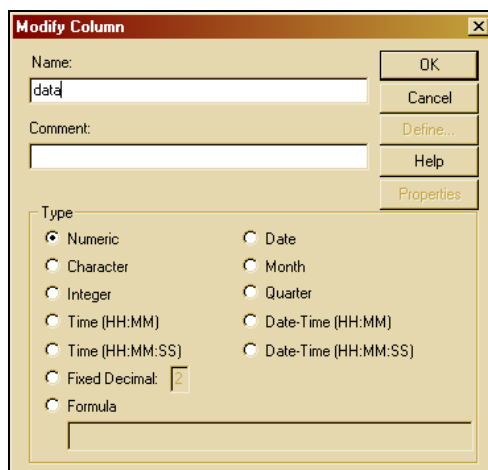 Modify Column
Name:
data
Comment:
OK
Cancel
Define...
Help
Properties
Type
Numeric
Character
Integer
Time (HH:MM)
Time (HH:MM:SS)
Fixed Decimal: 2
Formula
Date
Month
Quarter
Date-Time (HH:MM)
Date-Time (HH:MM:SS)